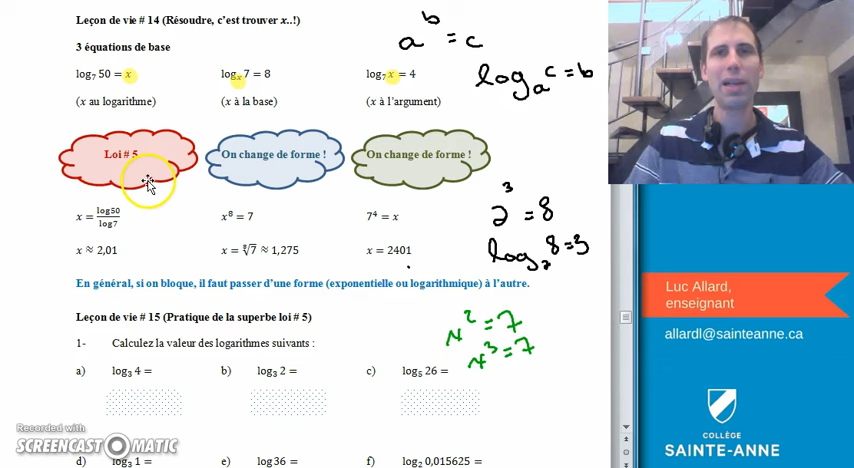 Leçon de vie # 14 (Résoudre, c'est trouver x..!)
3 équations de base
log₇ 50 = x
logₓ 7 = 8
log₇ x = 4
(x au logarithme)
(x à la base)
(x à l'argument)
Loi # 5
On change de forme !
On change de forme !
x = log50/log7
x⁸ = 7
7⁴ = x
x ≈ 2,01
x = ⁸√7 ≈ 1,275
x = 2401
En général, si on bloque, il faut passer d'une forme (exponentielle ou logarithmique) à l'autre.
Leçon de vie # 15 (Pratique de la superbe loi # 5)
1- Calculez la valeur des logarithmes suivants :
a) log₃ 4 =
b) log₃ 2 =
c) log₅ 26 =
d) log₃ 1 =
e) log 36 =
f) log₂ 0,015625 =
aᵇ = c
logₐ c = b
2³ = 8
log₂ 8 = 3
x² = 7
x³ = 7
Luc Allard,
enseignant
allardl@sainteanne.ca
COLLÈGE
SAINTE-ANNE
Recorded with
SCREENCAST MATIC